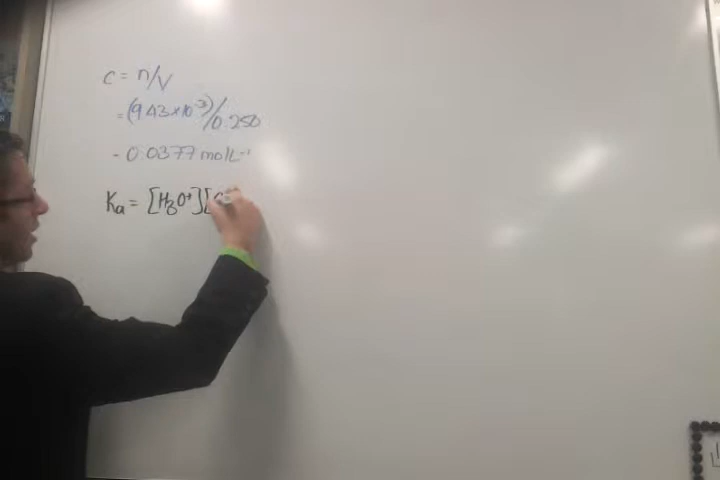 c = n/V
= (9.43×10⁻³)/0.250
= 0.0377 molL⁻¹
Ka = [H₃O⁺][